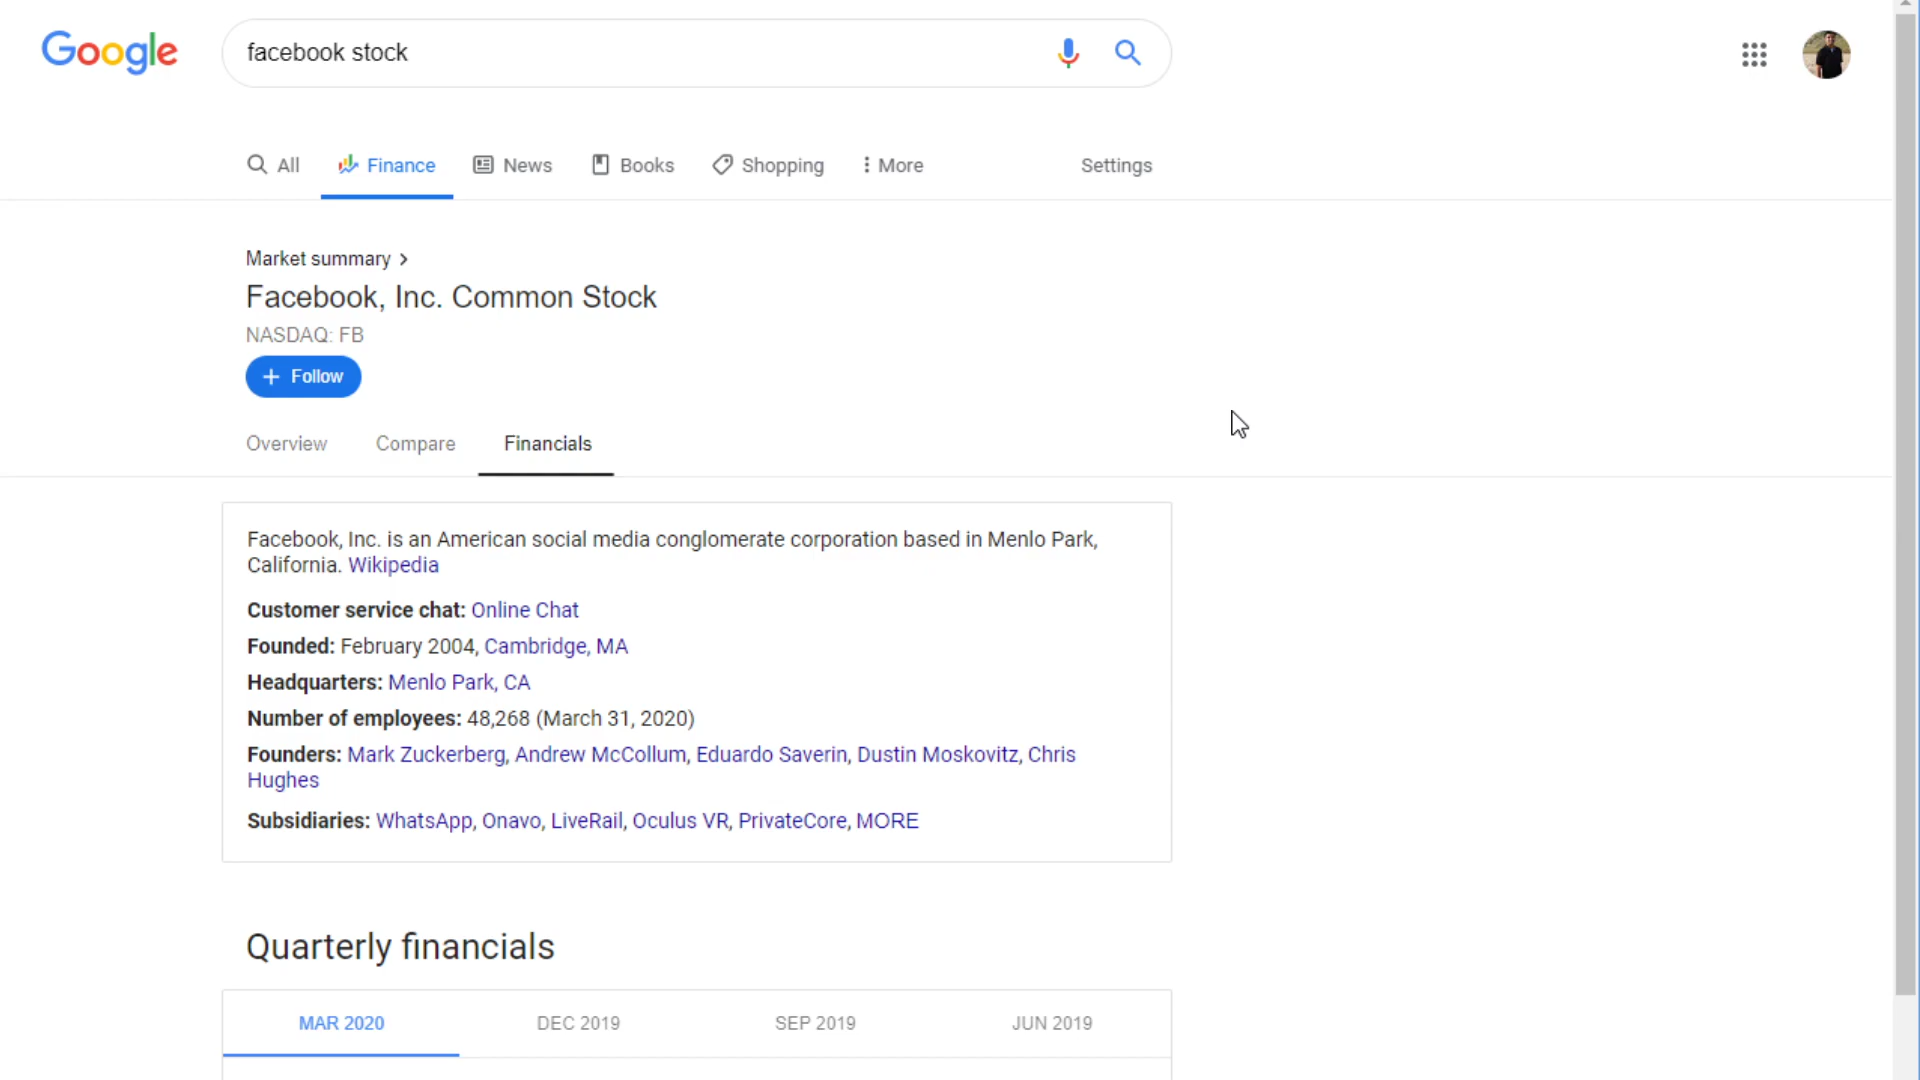 Google
facebook stock
All Finance News Books Shopping More Settings
Market summary
Facebook, Inc. Common Stock
NASDAQ: FB
+ Follow
Overview Compare Financials
Facebook, Inc. is an American social media conglomerate corporation based in Menlo Park,
California. Wikipedia
Customer service chat: Online Chat
Founded: February 2004, Cambridge, MA
Headquarters: Menlo Park, CA
Number of employees: 48,268 (March 31, 2020)
Founders: Mark Zuckerberg, Andrew McCollum, Eduardo Saverin, Dustin Moskovitz, Chris
Hughes
Subsidiaries: WhatsApp, Onavo, LiveRail, Oculus VR, PrivateCore, MORE
Quarterly financials
MAR 2020 DEC 2019 SEP 2019 JUN 2019